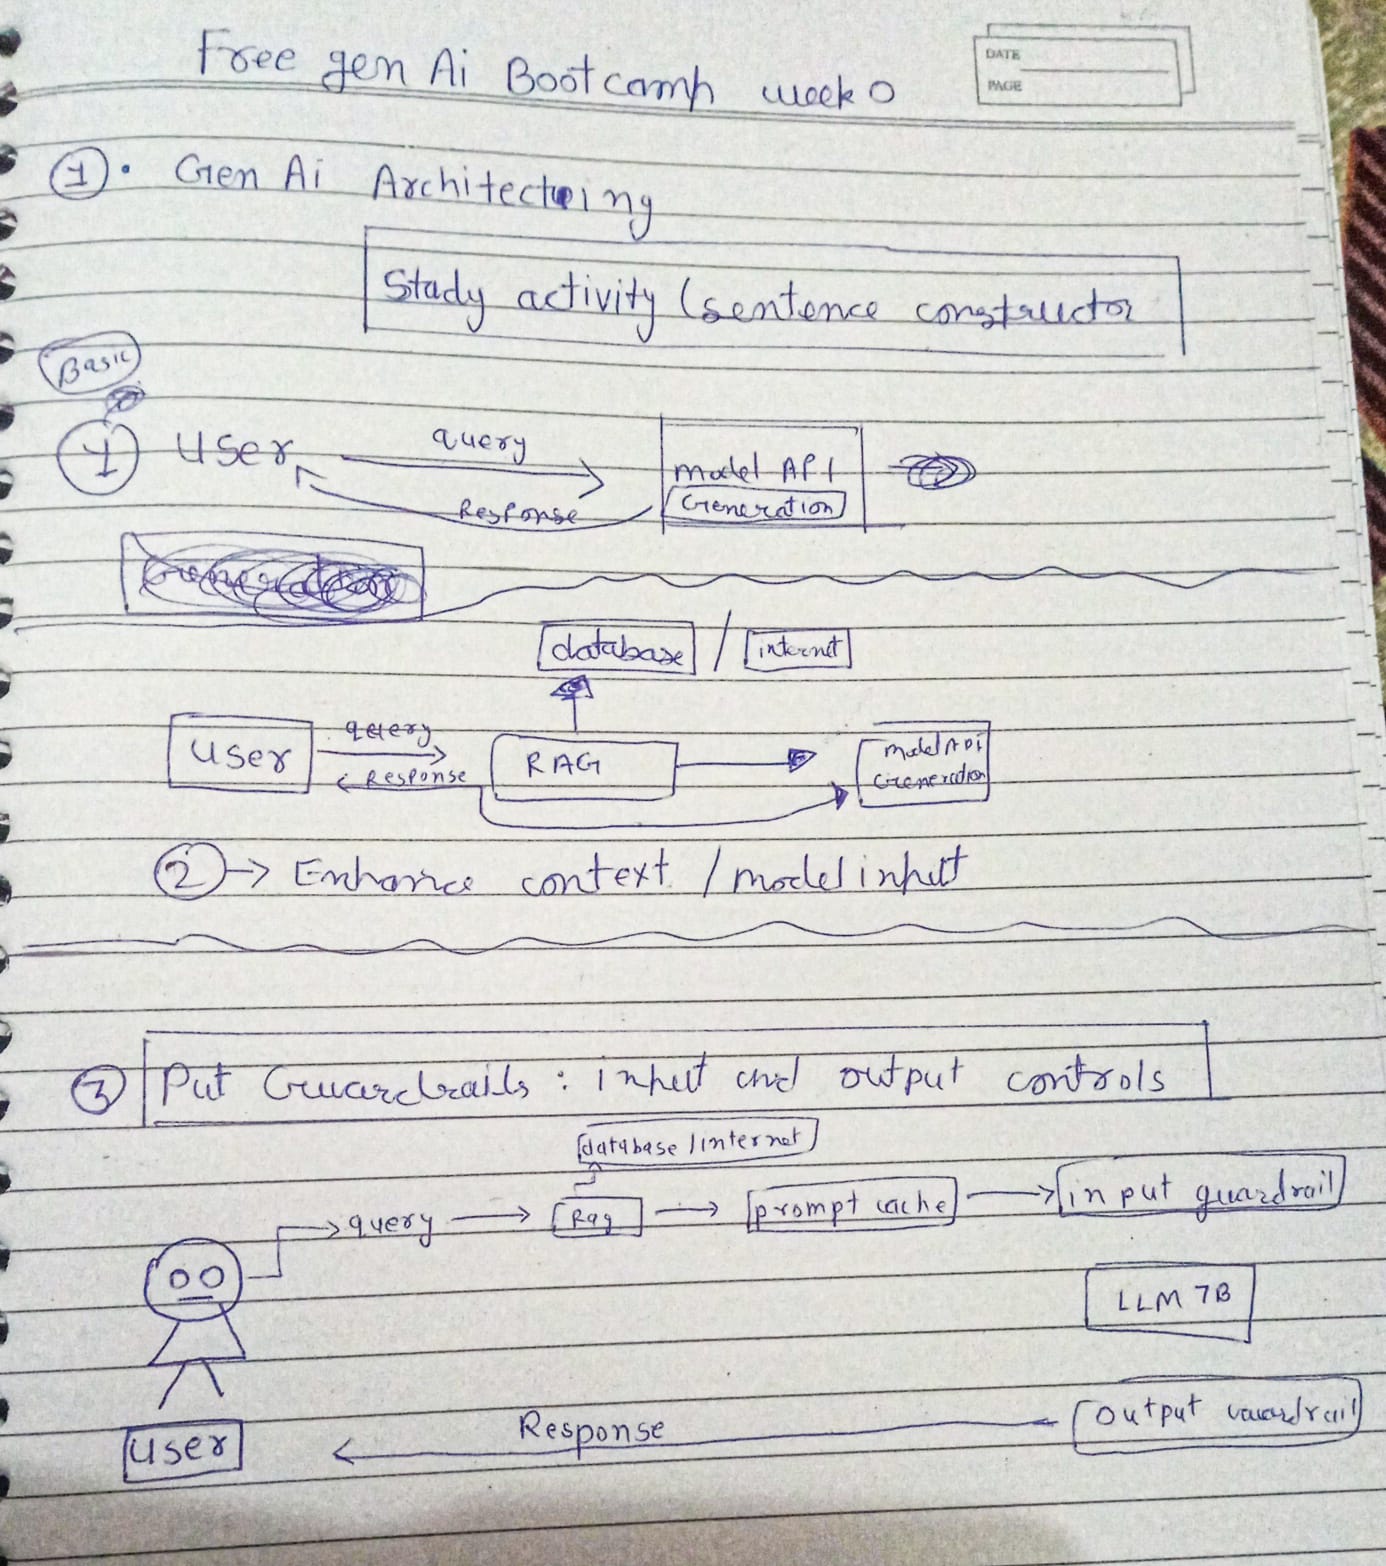 Free gen Ai Bootcamp week 0
DATE
PAGE
1. Gen Ai Architecting
Study activity (sentence constructor
Basic
1 User
query
Response
Model API
Generation
database / internet
User
query
Response
RAG
Model API
Generation
2 → Enhance context / model input
3 Put Guardrails : input and output controls
database / internet
query → Rag → prompt cache → input guardrail
LLM 7B
Output guardrail
Response
User